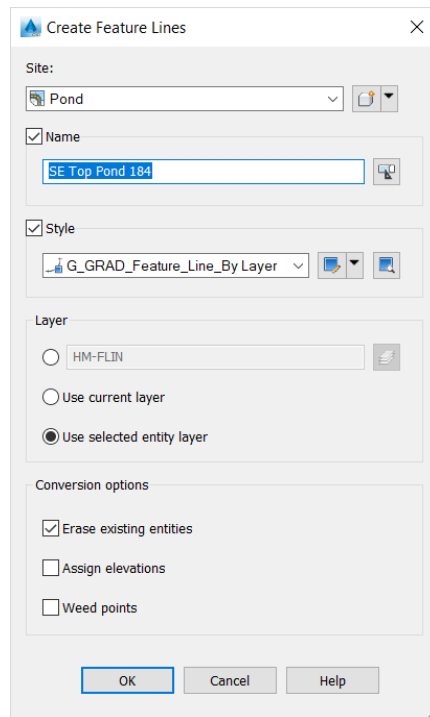 Create Feature Lines
Site:
Pond
Name
SE Top Pond 184
Style
G_GRAD_Feature_Line_By Layer
Layer
HM-FLIN
Use current layer
Use selected entity layer
Conversion options
Erase existing entities
Assign elevations
Weed points
OK Cancel Help